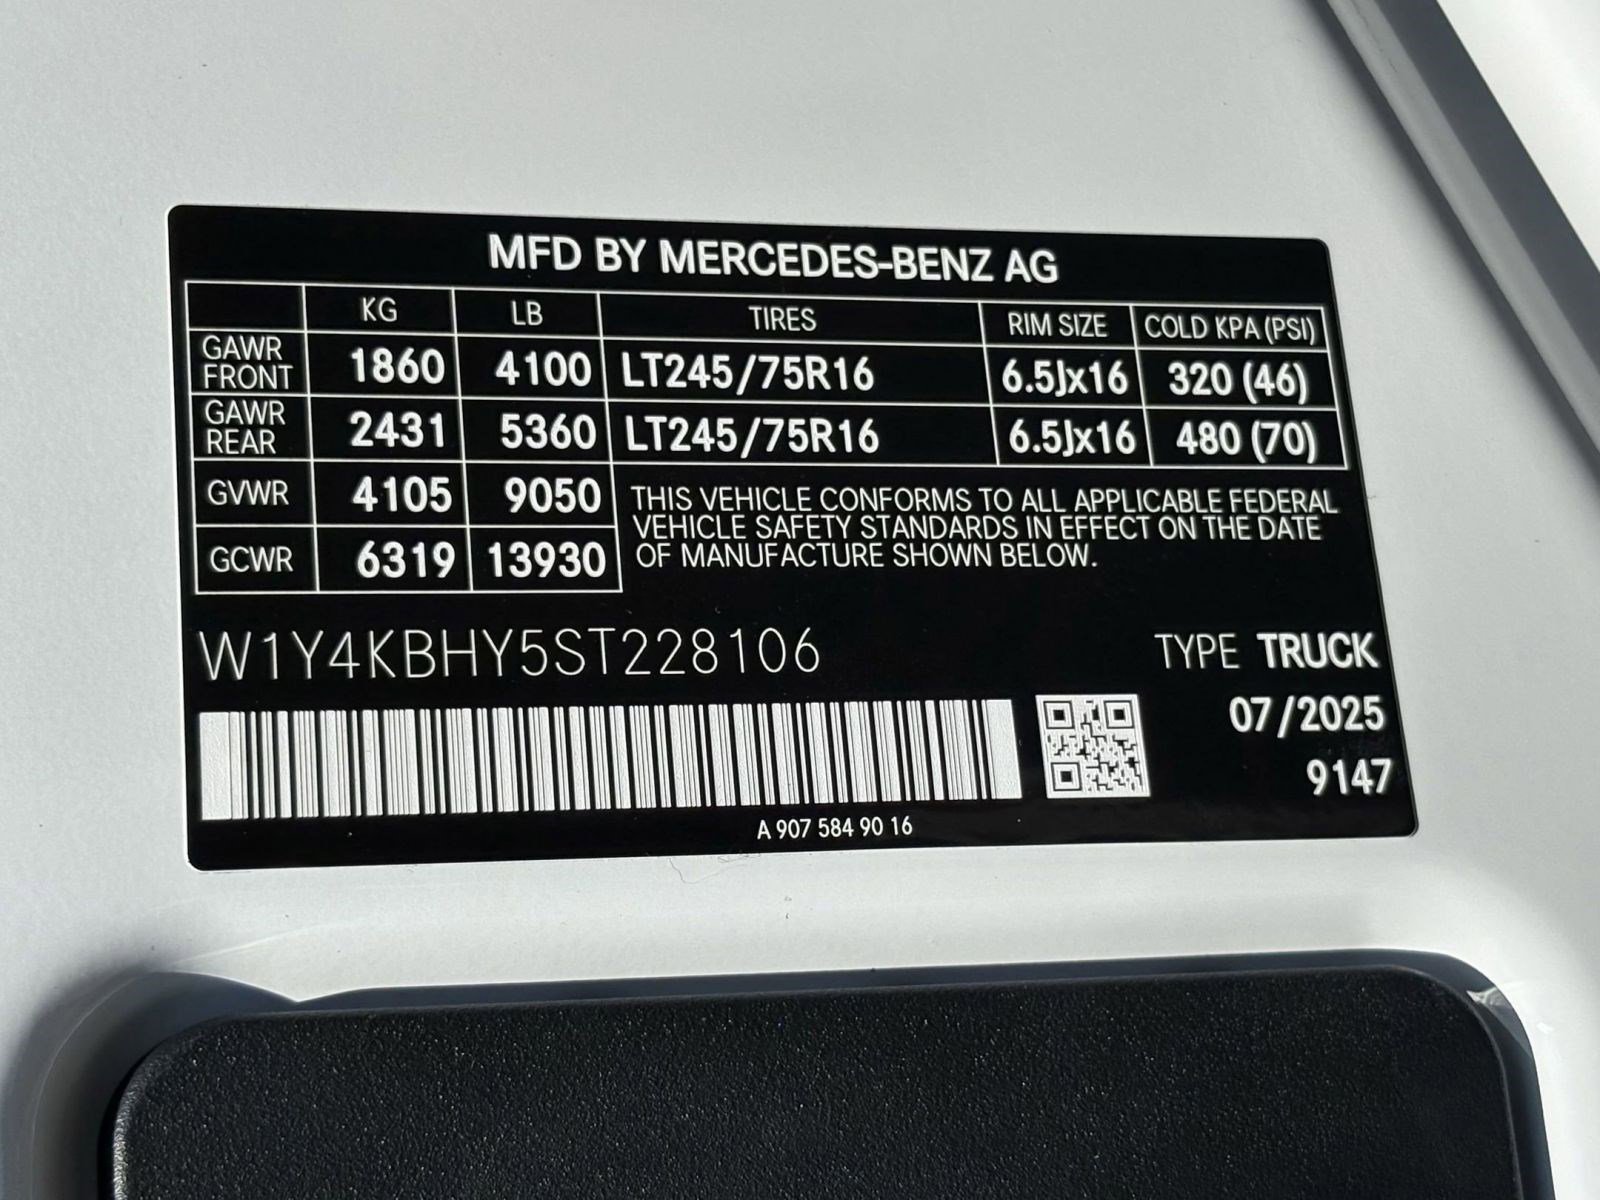 MFD BY MERCEDES-BENZ AG
KG LB TIRES RIM SIZE COLD KPA (PSI)
GAWR FRONT 1860 4100 LT245/75R16 6.5Jx16 320 (46)
GAWR REAR 2431 5360 LT245/75R16 6.5Jx16 480 (70)
GVWR 4105 9050
GCWR 6319 13930
THIS VEHICLE CONFORMS TO ALL APPLICABLE FEDERAL
VEHICLE SAFETY STANDARDS IN EFFECT ON THE DATE
OF MANUFACTURE SHOWN BELOW.
W1Y4KBHY5ST228106
TYPE TRUCK
07/2025
9147
A 907 584 90 16